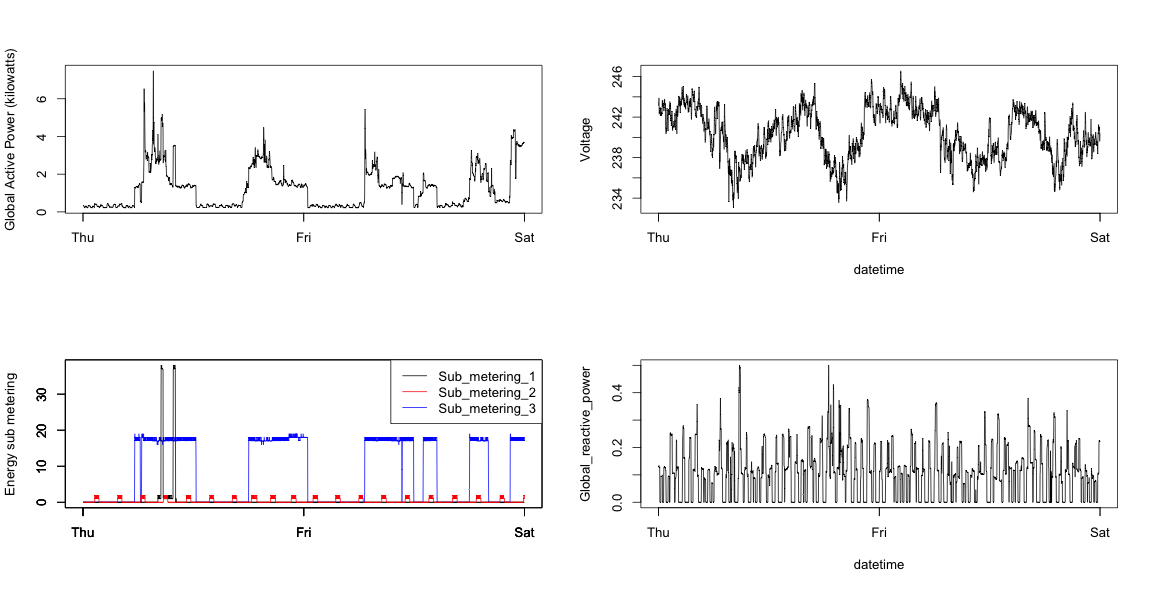 Global Active Power (kilowatts)
0 2 4 6
Thu Fri Sat
Voltage
234 238 242 246
Thu Fri Sat
datetime
Energy sub metering
0 10 20 30
Sub_metering_1
Sub_metering_2
Sub_metering_3
Thu Fri Sat
Global_reactive_power
0.0 0.2 0.4
Thu Fri Sat
datetime